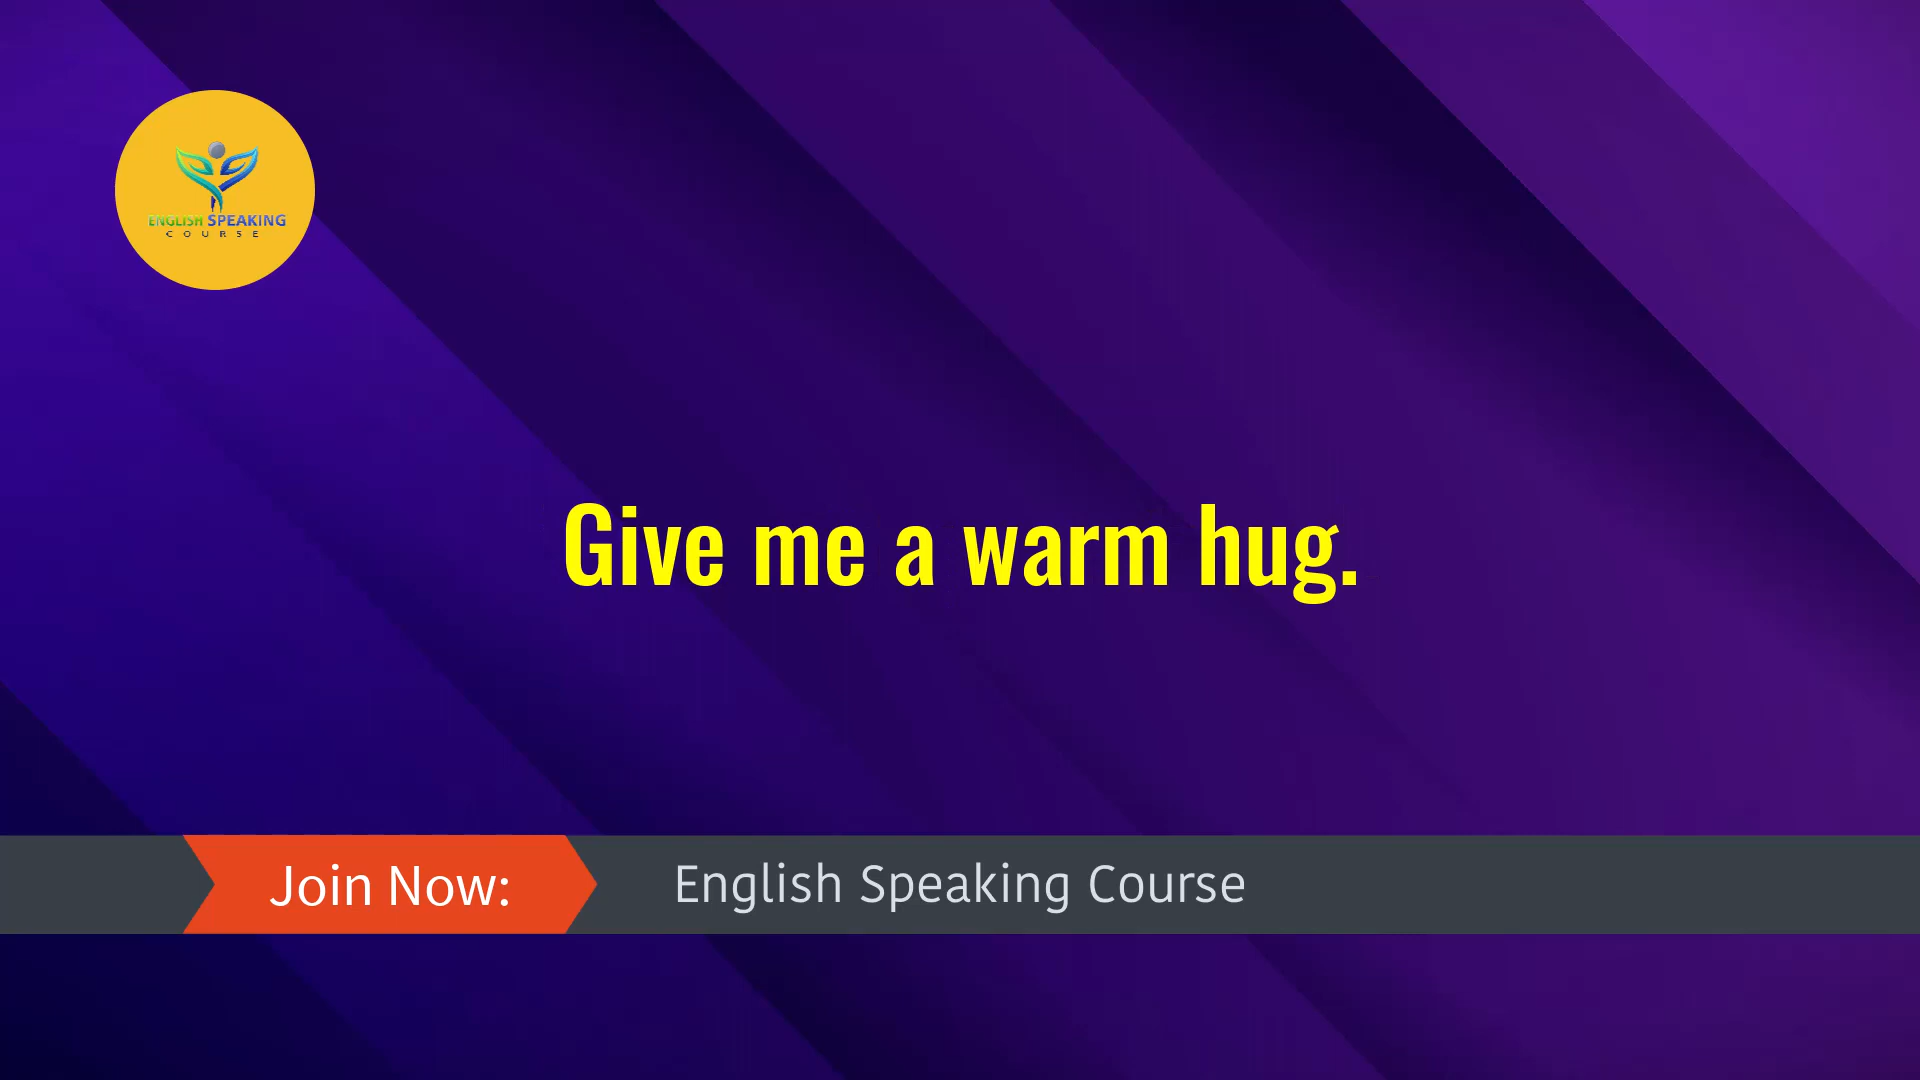 ENGLISH SPEAKING
COURSE
Give me a warm hug.
Join Now:
English Speaking Course